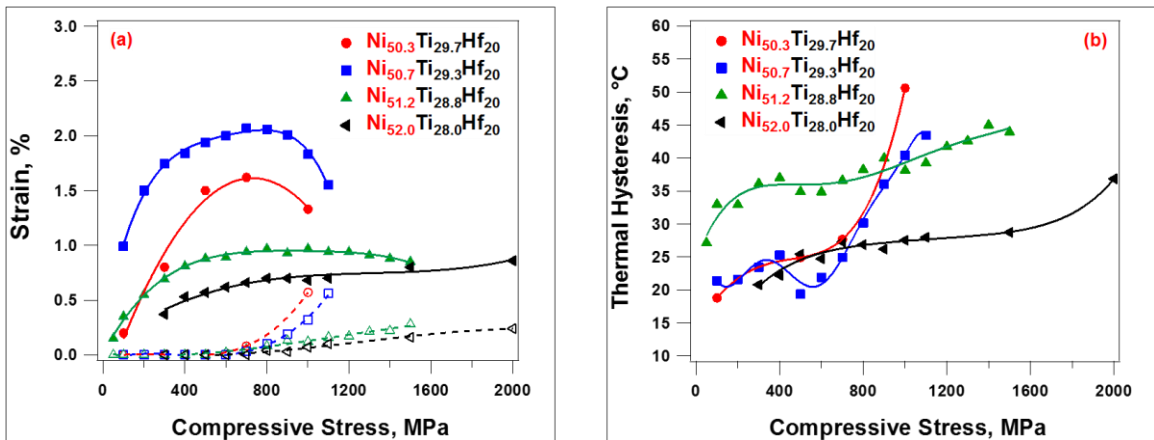 (a)
Ni50.3Ti29.7Hf20
Ni50.7Ti29.3Hf20
Ni51.2Ti28.8Hf20
Ni52.0Ti28.0Hf20
3.0
2.5
2.0
1.5
1.0
0.5
0.0
Strain, %
0 400 800 1200 1600 2000
Compressive Stress, MPa
(b)
Ni50.3Ti29.7Hf20
Ni50.7Ti29.3Hf20
Ni51.2Ti28.8Hf20
Ni52.0Ti28.0Hf20
60
55
50
45
40
35
30
25
20
15
10
Thermal Hysteresis, °C
0 400 800 1200 1600 2000
Compressive Stress, MPa